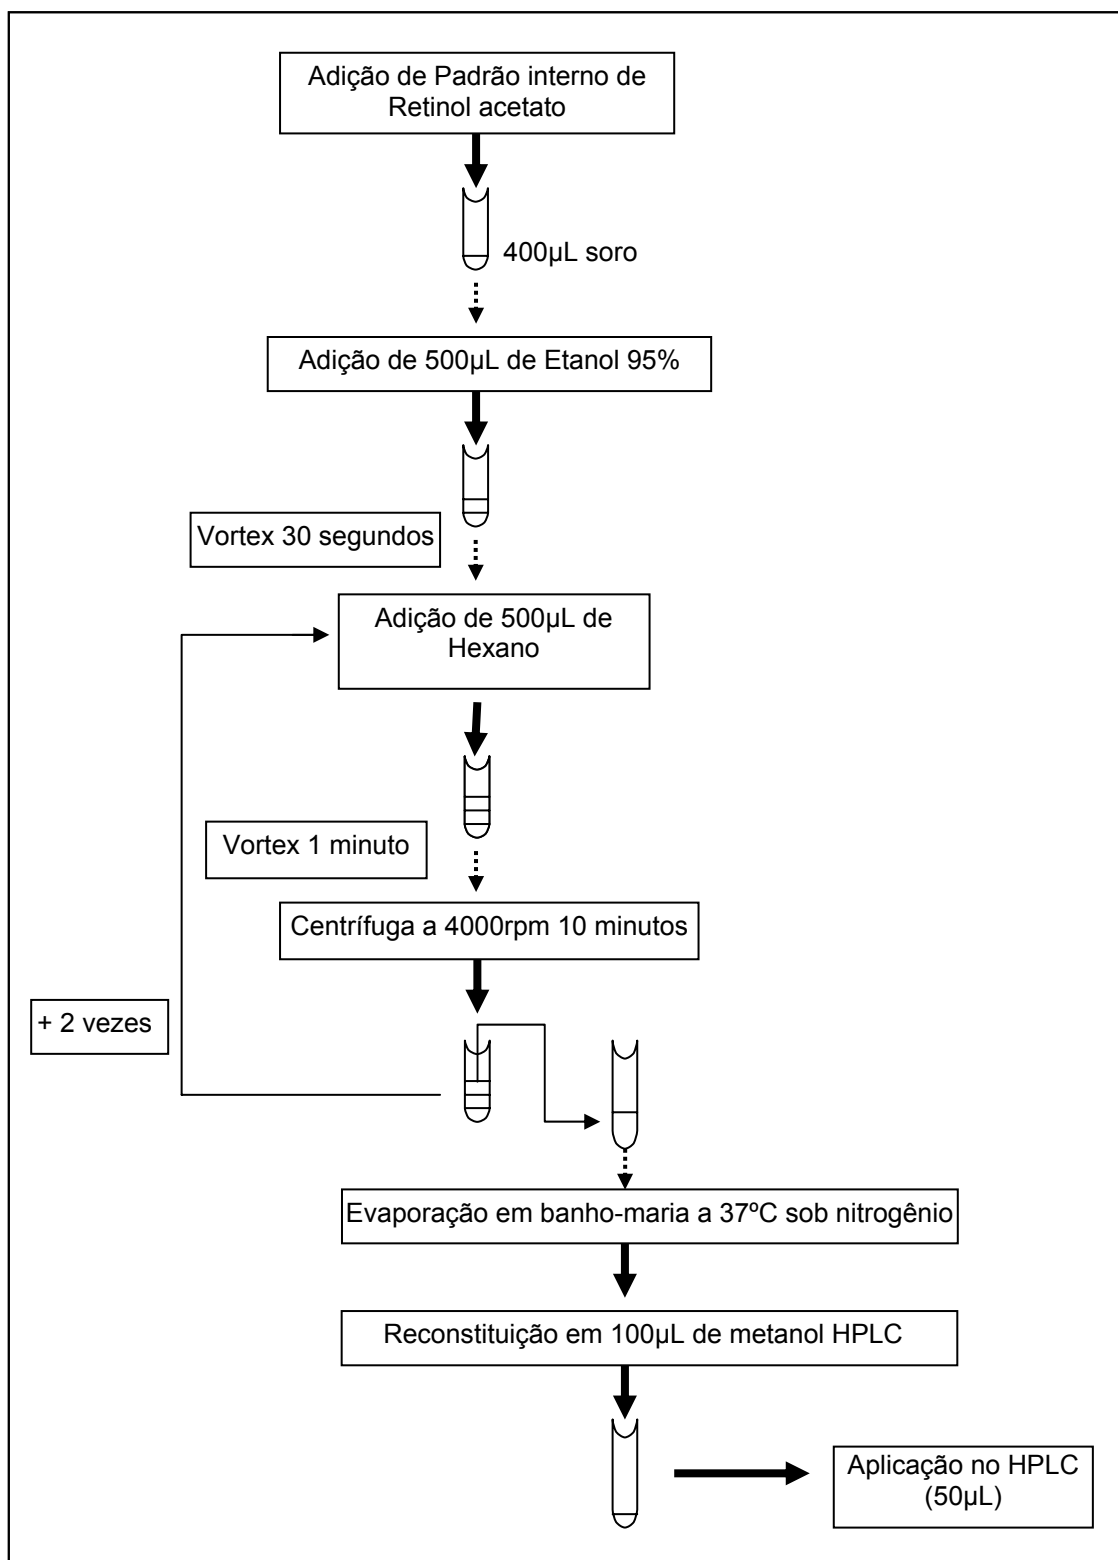 Adição de Padrão interno de
Retinol acetato
400µL soro
Adição de 500µL de Etanol 95%
Vortex 30 segundos
Adição de 500µL de
Hexano
Vortex 1 minuto
Centrífuga a 4000rpm 10 minutos
+ 2 vezes
Evaporação em banho-maria a 37ºC sob nitrogênio
Reconstituição em 100µL de metanol HPLC
Aplicação no HPLC
(50µL)